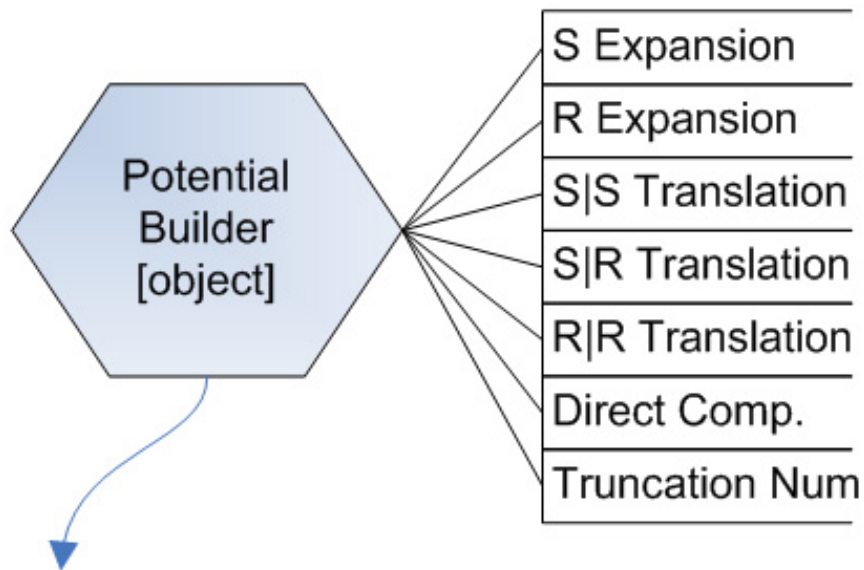 Potential
Builder
[object]
S Expansion
R Expansion
S|S Translation
S|R Translation
R|R Translation
Direct Comp.
Truncation Num